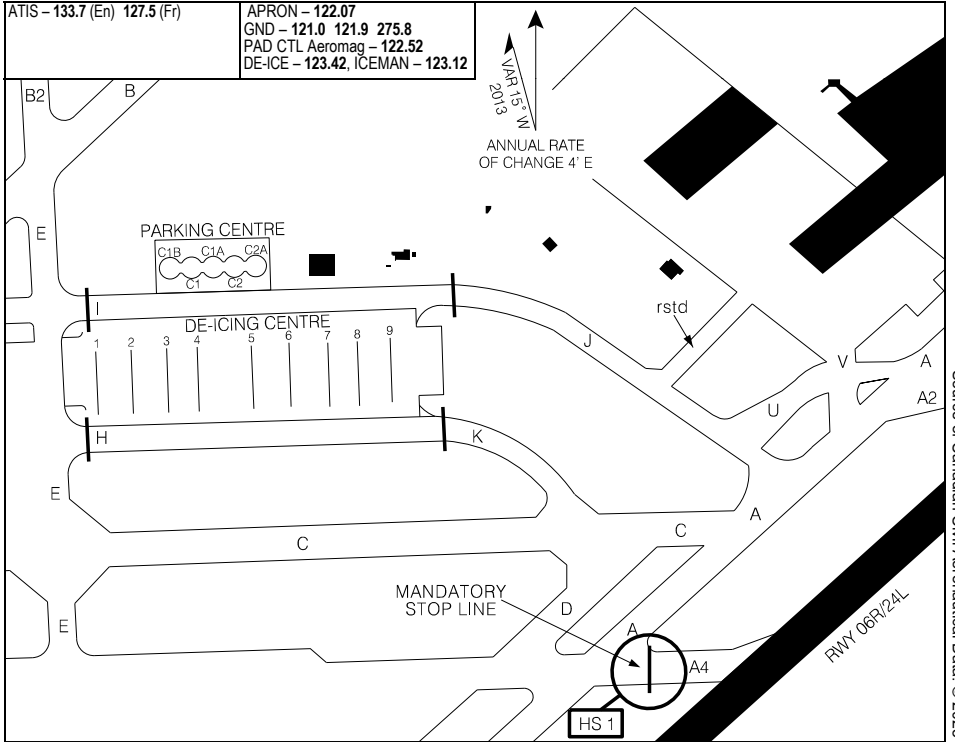 ATIS – 133.7 (En) 127.5 (Fr)
APRON – 122.07
GND – 121.0 121.9 275.8
PAD CTL Aeromag – 122.52
DE-ICE – 123.42, ICEMAN – 123.12
VAR 15° W
2013
ANNUAL RATE
OF CHANGE 4' E
B2
B
E
PARKING CENTRE
C1B
C1A
C2A
C1
C2
I
DE-ICING CENTRE
1
2
3
4
5
6
7
8
9
J
rstd
V
A
A2
U
H
K
E
A
C
C
E
MANDATORY
STOP LINE
D
A
A4
HS 1
RWY 06R/24L